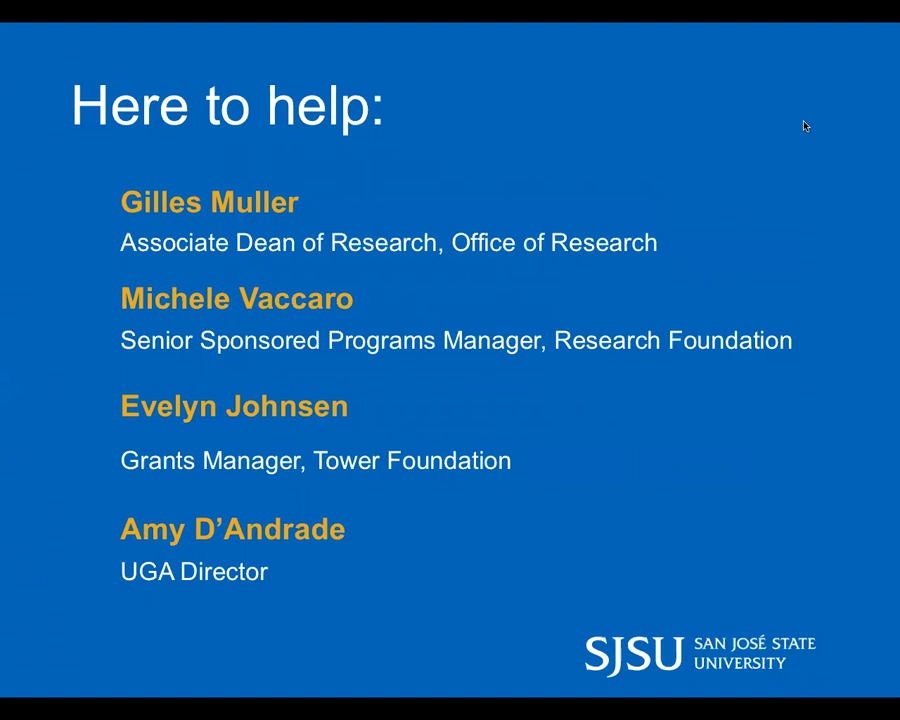 Here to help:
Gilles Muller
Associate Dean of Research, Office of Research
Michele Vaccaro
Senior Sponsored Programs Manager, Research Foundation
Evelyn Johnsen
Grants Manager, Tower Foundation
Amy D’Andrade
UGA Director
SJSU SAN JOSÉ STATE
UNIVERSITY